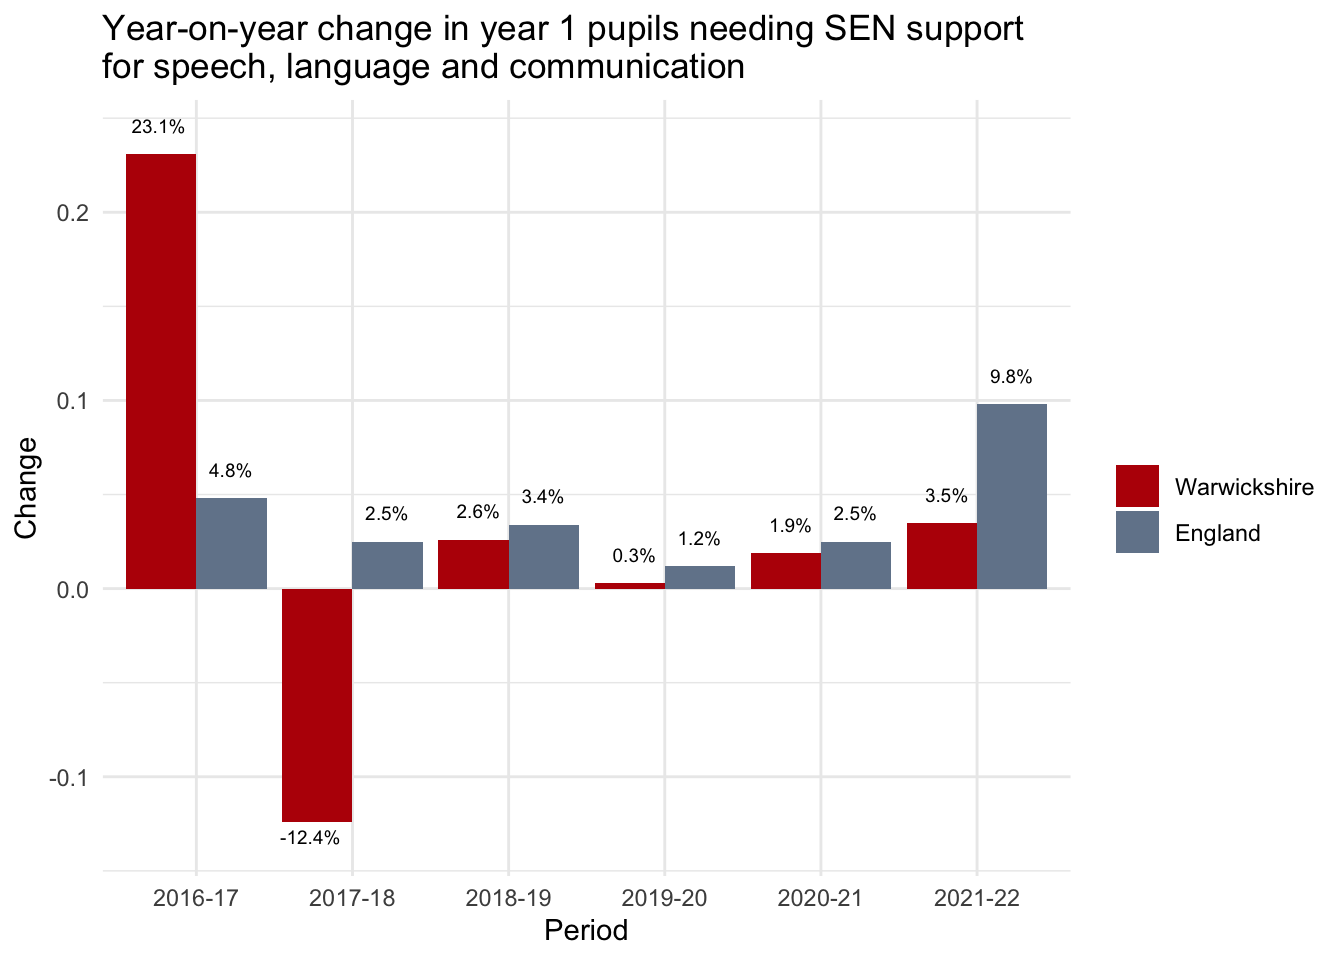 Year-on-year change in year 1 pupils needing SEN support
for speech, language and communication
23.1%
0.2
9.8%
0.1
4.8%
3.4%
3.5%
2.5%
2.6%
1.9%
2.5%
0.3%
1.2%
0.0
-0.1
-12.4%
Change
2016-17 2017-18 2018-19 2019-20 2020-21 2021-22
Period
Warwickshire
England